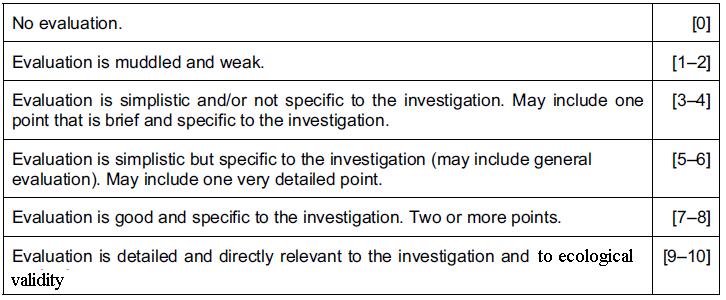 No evaluation. [0]
Evaluation is muddled and weak. [1–2]
Evaluation is simplistic and/or not specific to the investigation. May include one [3–4]
point that is brief and specific to the investigation.
Evaluation is simplistic but specific to the investigation (may include general [5–6]
evaluation). May include one very detailed point.
Evaluation is good and specific to the investigation. Two or more points. [7–8]
Evaluation is detailed and directly relevant to the investigation and to ecological [9–10]
validity